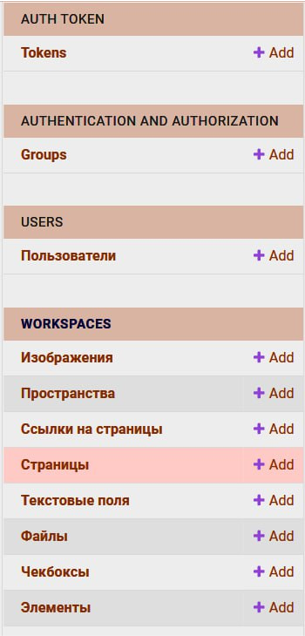 AUTH TOKEN
Tokens + Add
AUTHENTICATION AND AUTHORIZATION
Groups + Add
USERS
Пользователи + Add
WORKSPACES
Изображения + Add
Пространства + Add
Ссылки на страницы + Add
Страницы + Add
Текстовые поля + Add
Файлы + Add
Чекбоксы + Add
Элементы + Add